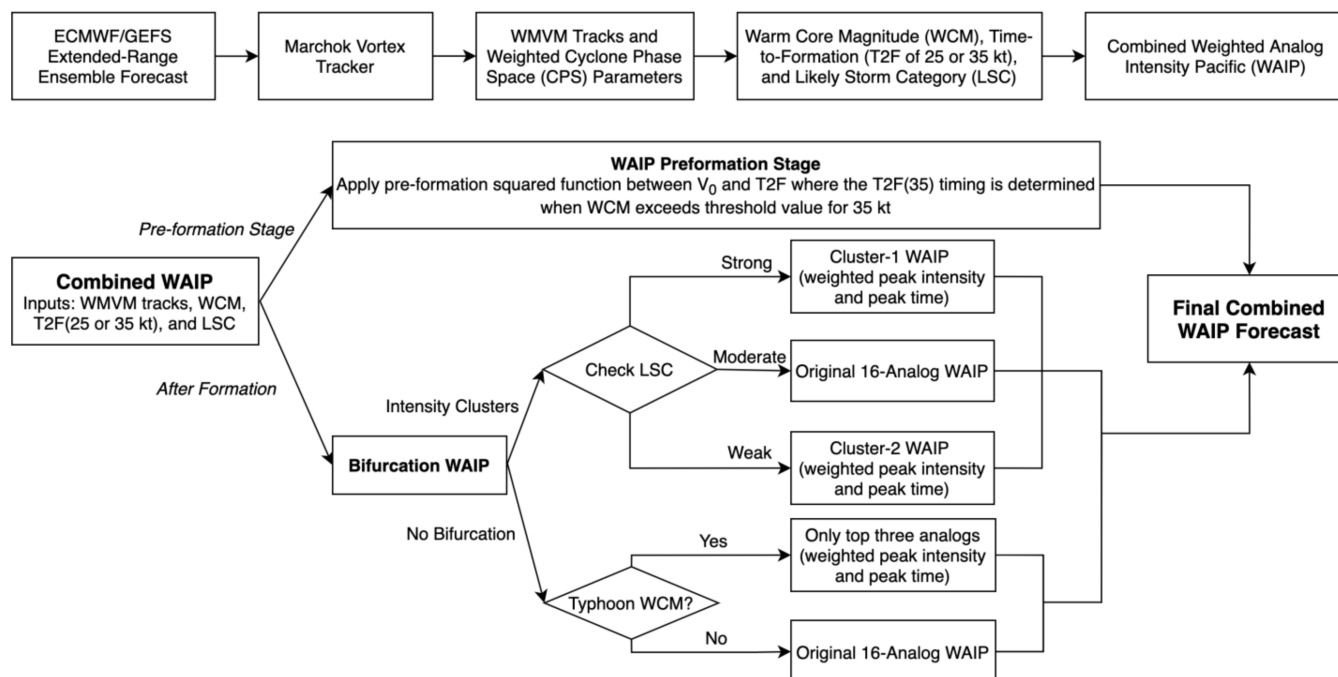 ECMWF/GEFS
Extended-Range
Ensemble Forecast
Marchok Vortex
Tracker
WMVM Tracks and
Weighted Cyclone Phase
Space (CPS) Parameters
Warm Core Magnitude (WCM), Time-
to-Formation (T2F of 25 or 35 kt),
and Likely Storm Category (LSC)
Combined Weighted Analog
Intensity Pacific (WAIP)
WAIP Preformation Stage
Apply pre-formation squared function between V₀ and T2F where the T2F(35) timing is determined
when WCM exceeds threshold value for 35 kt
Pre-formation Stage
Combined WAIP
Inputs: WMVM tracks, WCM,
T2F(25 or 35 kt), and LSC
After Formation
Bifurcation WAIP
Intensity Clusters
No Bifurcation
Check LSC
Strong
Cluster-1 WAIP
(weighted peak intensity
and peak time)
Moderate
Original 16-Analog WAIP
Weak
Cluster-2 WAIP
(weighted peak intensity
and peak time)
Typhoon WCM?
Yes
Only top three analogs
(weighted peak intensity
and peak time)
No
Original 16-Analog WAIP
Final Combined
WAIP Forecast